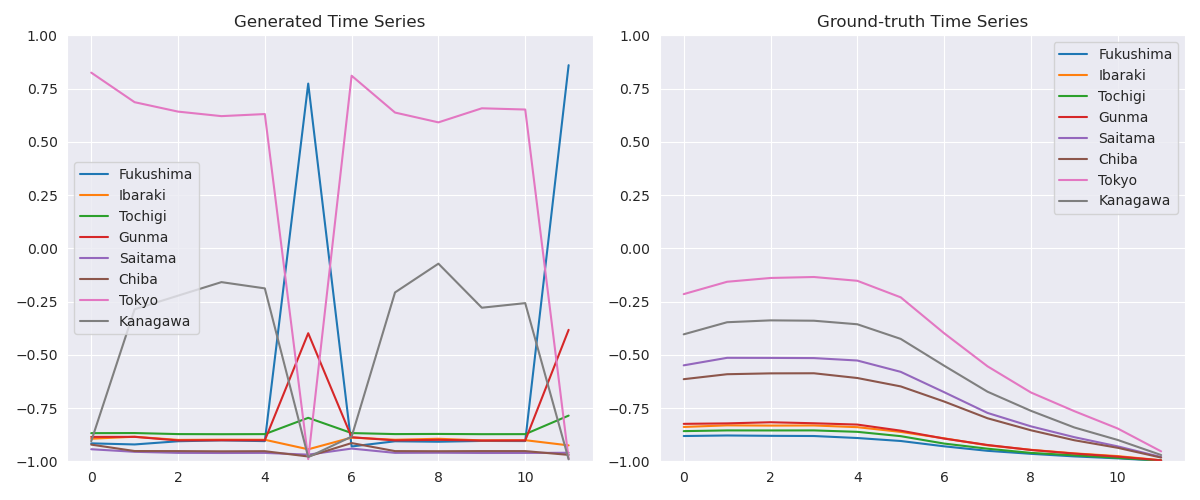 Generated Time Series
1.00
0.75
0.50
0.25
0.00
−0.25
−0.50
−0.75
−1.00
0 2 4 6 8 10
Fukushima
Ibaraki
Tochigi
Gunma
Saitama
Chiba
Tokyo
Kanagawa
Ground-truth Time Series
1.00
0.75
0.50
0.25
0.00
−0.25
−0.50
−0.75
−1.00
0 2 4 6 8 10
Fukushima
Ibaraki
Tochigi
Gunma
Saitama
Chiba
Tokyo
Kanagawa